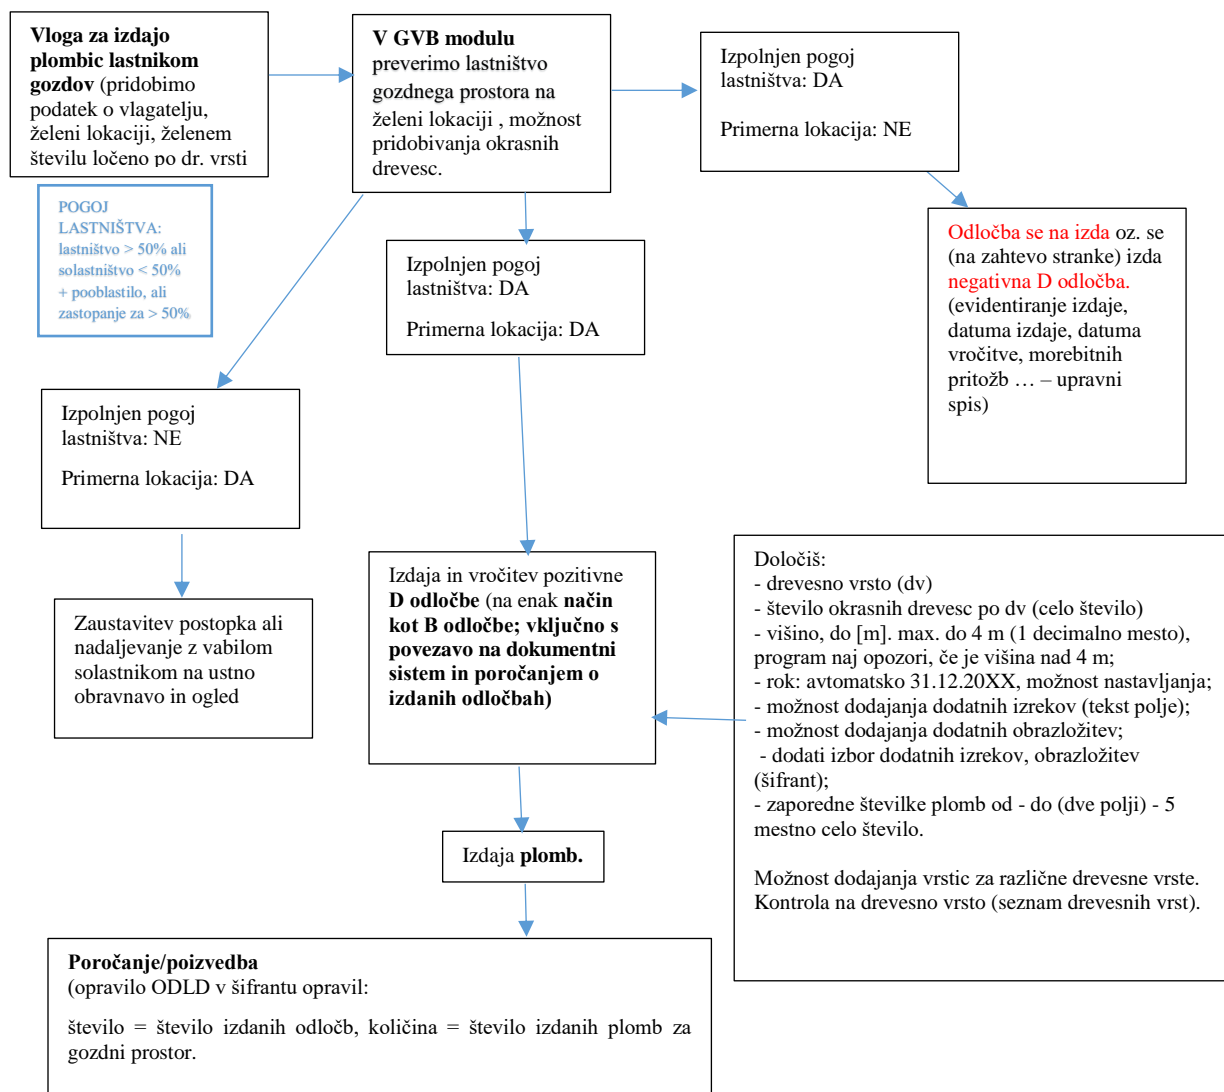 Vloga za izdajo
plombic lastnikom
gozdov (pridobimo
podatek o vlagatelju,
želeni lokaciji, želenem
številu ločeno po dr. vrsti
V GVB modulu
preverimo lastništvo
gozdnega prostora na
želeni lokaciji , možnost
pridobivanja okrasnih
drevesc.
Izpolnjen pogoj
lastništva: DA
Primerna lokacija: NE
POGOJ
LASTNIŠTVA:
lastništvo > 50% ali
solastništvo < 50%
+ pooblastilo, ali
zastopanje za > 50%
Izpolnjen pogoj
lastništva: DA
Primerna lokacija: DA
Odločba se na izda oz. se
(na zahtevo stranke) izda
negativna D odločba.
(evidentiranje izdaje,
datuma izdaje, datuma
vročitve, morebitnih
pritožb … – upravni
spis)
Izpolnjen pogoj
lastništva: NE
Primerna lokacija: DA
Zaustavitev postopka ali
nadaljevanje z vabilom
solastnikom na ustno
obravnavo in ogled
Izdaja in vročitev pozitivne
D odločbe (na enak način
kot B odločbe; vključno s
povezavo na dokumentni
sistem in poročanjem o
izdanih odločbah)
Določiš:
- drevesno vrsto (dv)
- število okrasnih drevesc po dv (celo število)
- višino, do [m]. max. do 4 m (1 decimalno mesto),
program naj opozori, če je višina nad 4 m;
- rok: avtomatsko 31.12.20XX, možnost nastavljanja;
- možnost dodajanja dodatnih izrekov (tekst polje);
- možnost dodajanja dodatnih obrazložitev;
- dodati izbor dodatnih izrekov, obrazložitev
(šifrant);
- zaporedne številke plomb od - do (dve polji) - 5
mestno celo število.
Možnost dodajanja vrstic za različne drevesne vrste.
Kontrola na drevesno vrsto (seznam drevesnih vrst).
Izdaja plomb.
Poročanje/poizvedba
(opravilo ODLD v šifrantu opravil:
število = število izdanih odločb, količina = število izdanih plomb za
gozdni prostor.